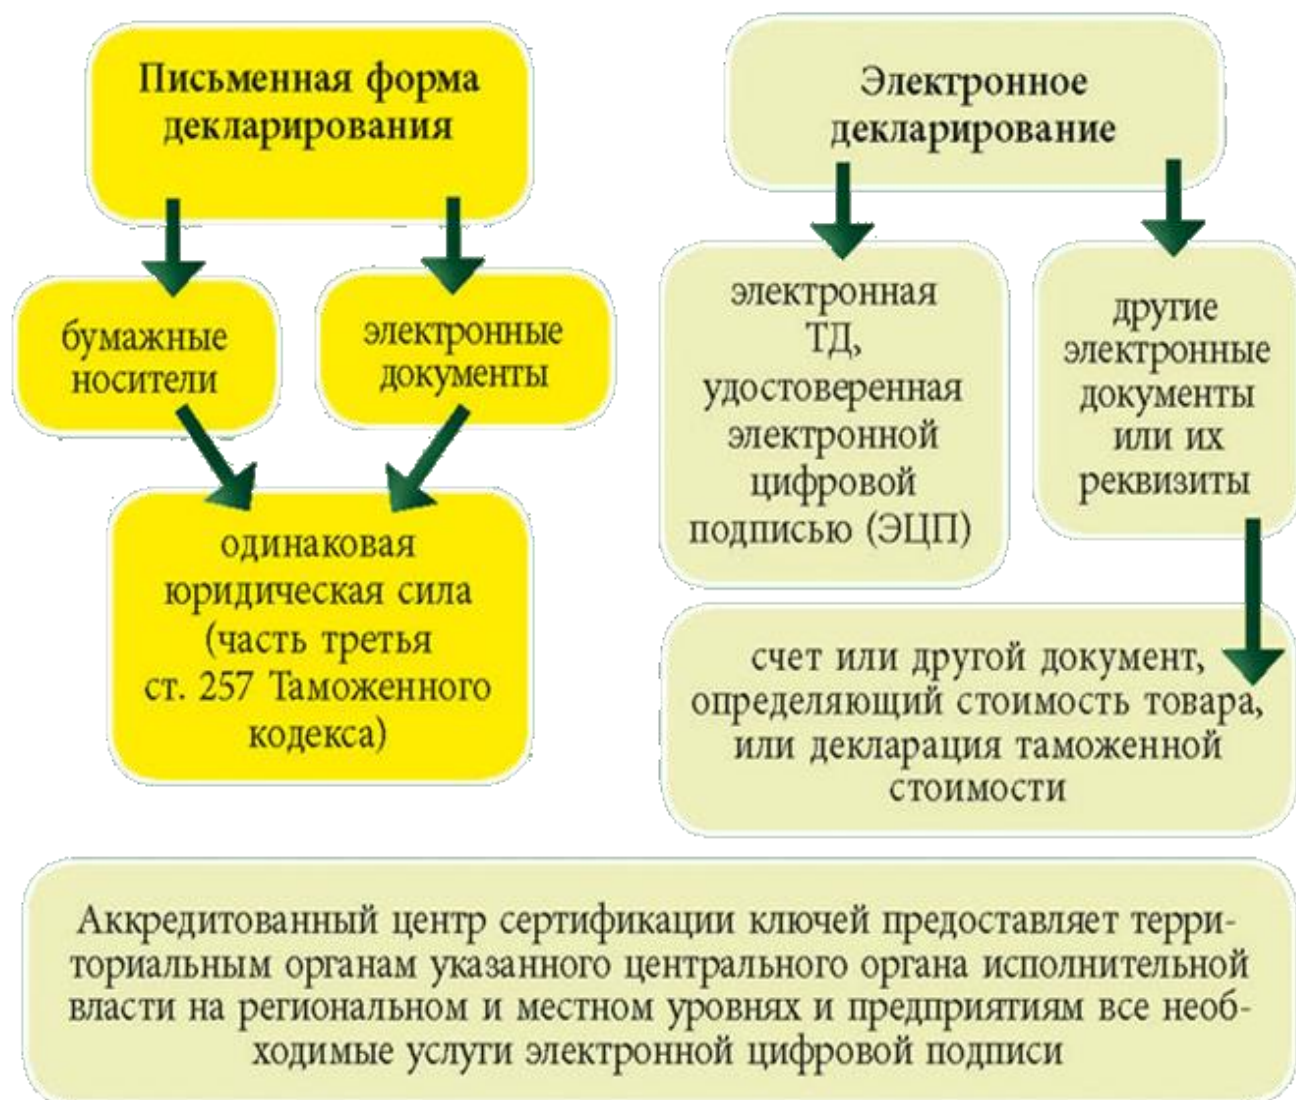 Письменная форма
декларирования
бумажные
носители
электронные
документы
одинаковая
юридическая сила
(часть третья
ст. 257 Таможенного
кодекса)
Электронное
декларирование
электронная
ТД,
удостоверенная
электронной
цифровой
подписью (ЭЦП)
другие
электронные
документы
или их
реквизиты
счет или другой документ,
определяющий стоимость товара,
или декларация таможенной
стоимости
Аккредитованный центр сертификации ключей предоставляет терри-
ториальным органам указанного центрального органа исполнительной
власти на региональном и местном уровнях и предприятиям все необ-
ходимые услуги электронной цифровой подписи